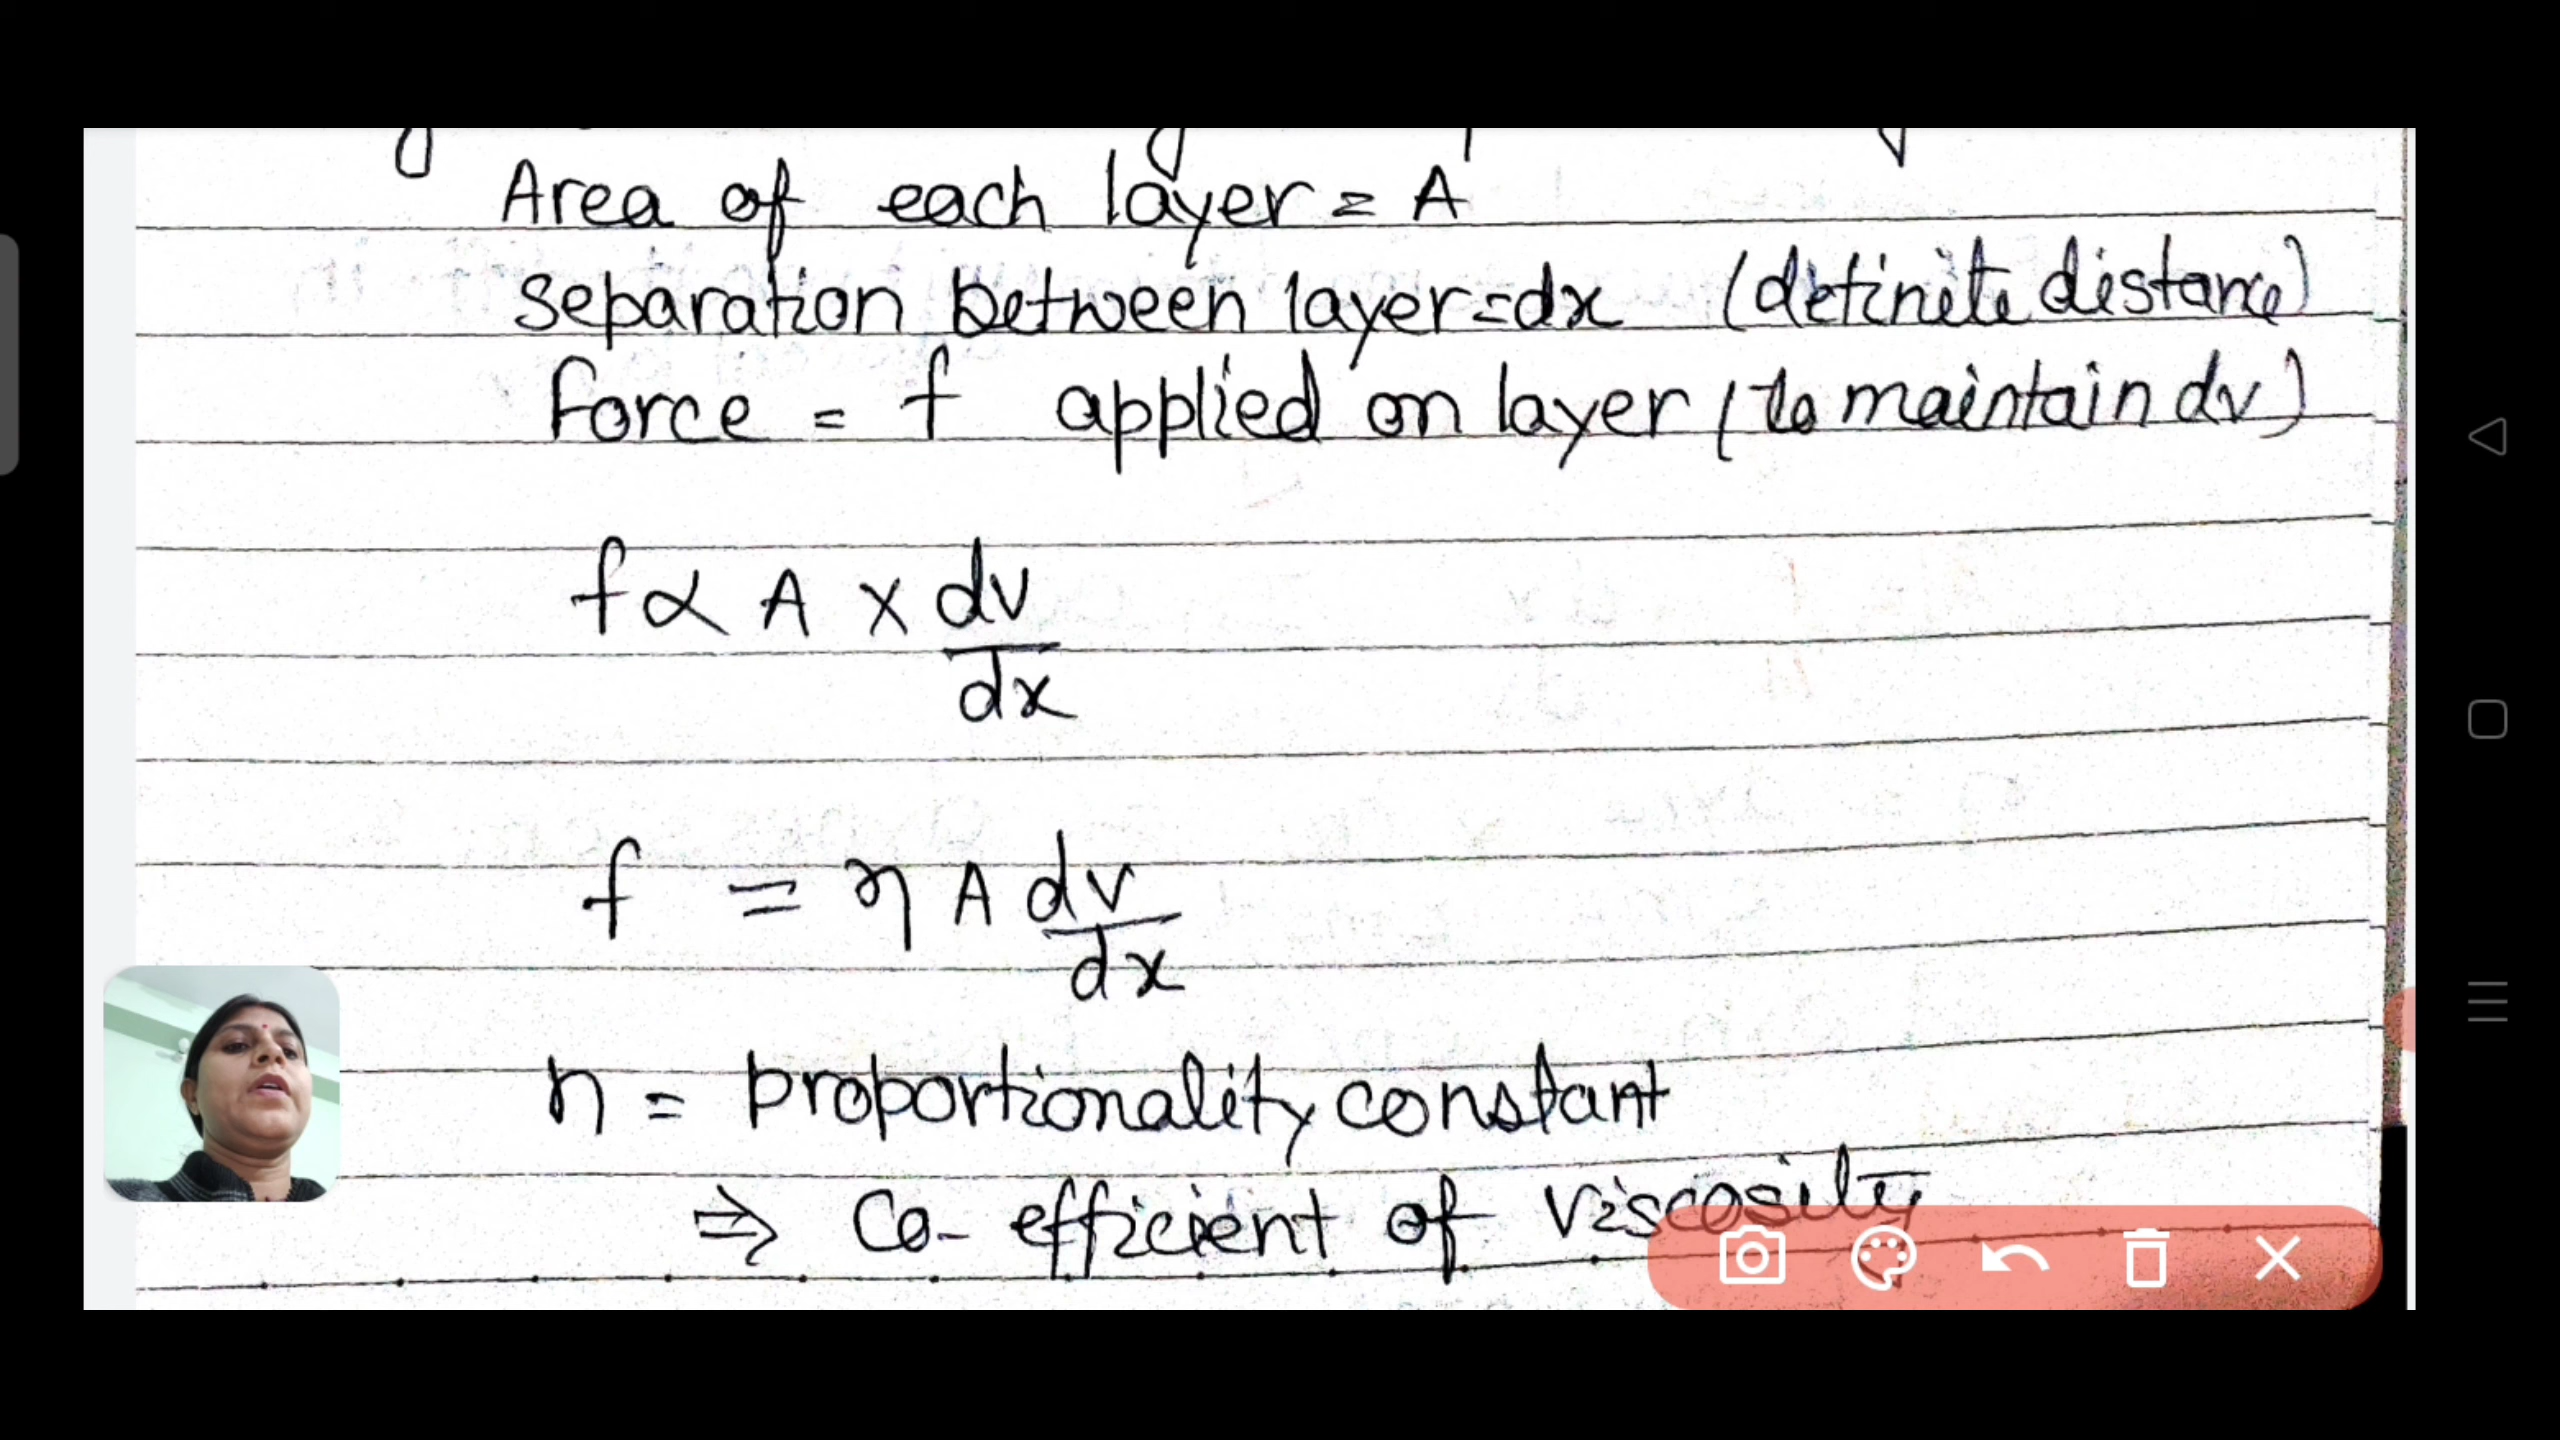 Area of each layer = A
separation between layer = dx (definite distance)
force = f applied on layer (to maintain dv)
f ∝ A × dv/dx
f = η A dv/dx
η = proportionality constant
⇒ Co-efficient of viscosity